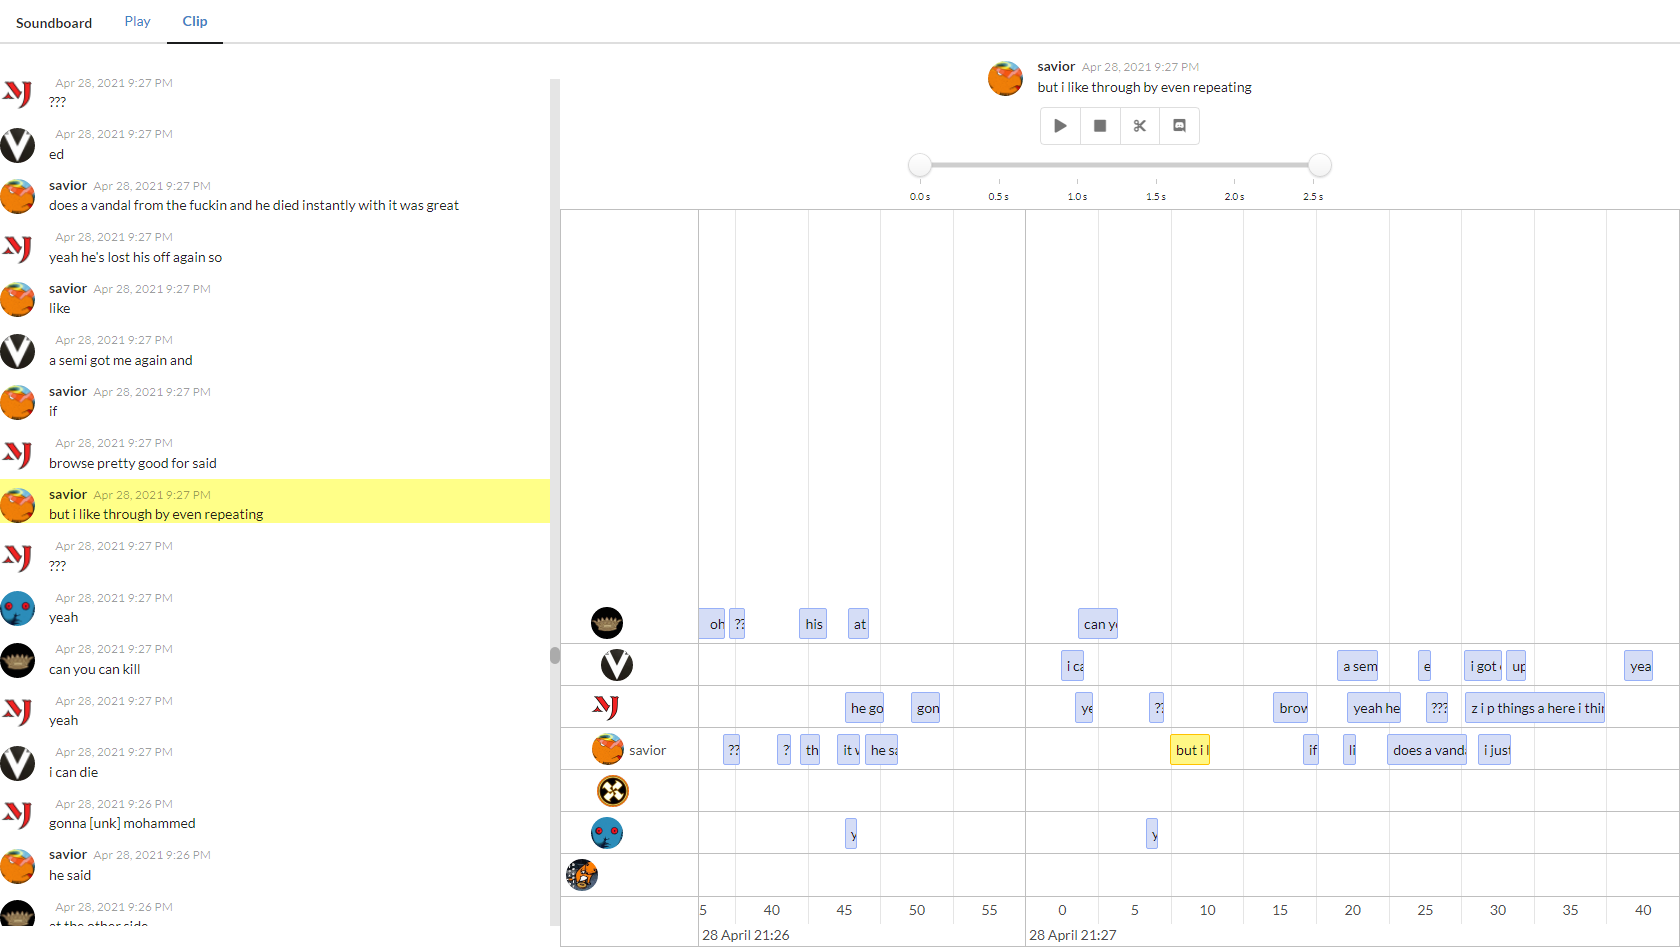 Soundboard Play Clip
Apr 28, 2021 9:27 PM
???
Apr 28, 2021 9:27 PM
ed
savior Apr 28, 2021 9:27 PM
does a vandal from the fuckin and he died instantly with it was great
Apr 28, 2021 9:27 PM
yeah he's lost his off again so
savior Apr 28, 2021 9:27 PM
like
Apr 28, 2021 9:27 PM
a semi got me again and
savior Apr 28, 2021 9:27 PM
if
Apr 28, 2021 9:27 PM
browse pretty good for said
savior Apr 28, 2021 9:27 PM
but i like through by even repeating
Apr 28, 2021 9:27 PM
???
Apr 28, 2021 9:27 PM
yeah
Apr 28, 2021 9:27 PM
can you can kill
Apr 28, 2021 9:27 PM
yeah
Apr 28, 2021 9:27 PM
i can die
Apr 28, 2021 9:26 PM
gonna [unk] mohammed
savior Apr 28, 2021 9:26 PM
he said
Apr 28, 2021 9:26 PM
at the other side
savior Apr 28, 2021 9:27 PM
but i like through by even repeating
0.0 s 0.5 s 1.0 s 1.5 s 2.0 s 2.5 s
oh ?? his at can y
i ca a sem e i got up yea
he go gon ye ?? brow yeah he ??? z i p things a here i thin
savior ?? ? th it w he sa but i l if li does a vand i just
y y
5 40 45 50 55 0 5 10 15 20 25 30 35 40
28 April 21:26 28 April 21:27